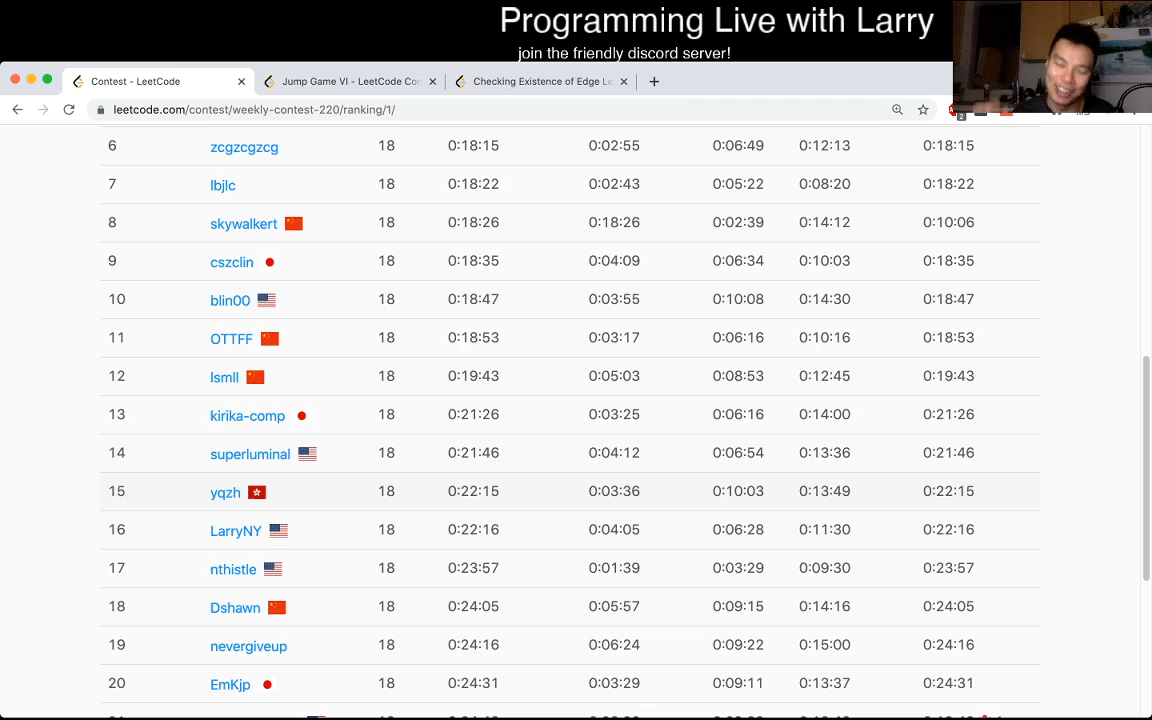 Programming Live with Larry
join the friendly discord server!
Contest - LeetCode
Jump Game VI - LeetCode Con
Checking Existence of Edge Le
leetcode.com/contest/weekly-contest-220/ranking/1/
2
6 zcgzcgzcg 18 0:18:15 0:02:55 0:06:49 0:12:13 0:18:15
7 lbjlc 18 0:18:22 0:02:43 0:05:22 0:08:20 0:18:22
8 skywalkert 18 0:18:26 0:18:26 0:02:39 0:14:12 0:10:06
9 cszclin 18 0:18:35 0:04:09 0:06:34 0:10:03 0:18:35
10 blin00 18 0:18:47 0:03:55 0:10:08 0:14:30 0:18:47
11 OTTFF 18 0:18:53 0:03:17 0:06:16 0:10:16 0:18:53
12 lsmll 18 0:19:43 0:05:03 0:08:53 0:12:45 0:19:43
13 kirika-comp 18 0:21:26 0:03:25 0:06:16 0:14:00 0:21:26
14 superluminal 18 0:21:46 0:04:12 0:06:54 0:13:36 0:21:46
15 yqzh 18 0:22:15 0:03:36 0:10:03 0:13:49 0:22:15
16 LarryNY 18 0:22:16 0:04:05 0:06:28 0:11:30 0:22:16
17 nthistle 18 0:23:57 0:01:39 0:03:29 0:09:30 0:23:57
18 Dshawn 18 0:24:05 0:05:57 0:09:15 0:14:16 0:24:05
19 nevergiveup 18 0:24:16 0:06:24 0:09:22 0:15:00 0:24:16
20 EmKjp 18 0:24:31 0:03:29 0:09:11 0:13:37 0:24:31